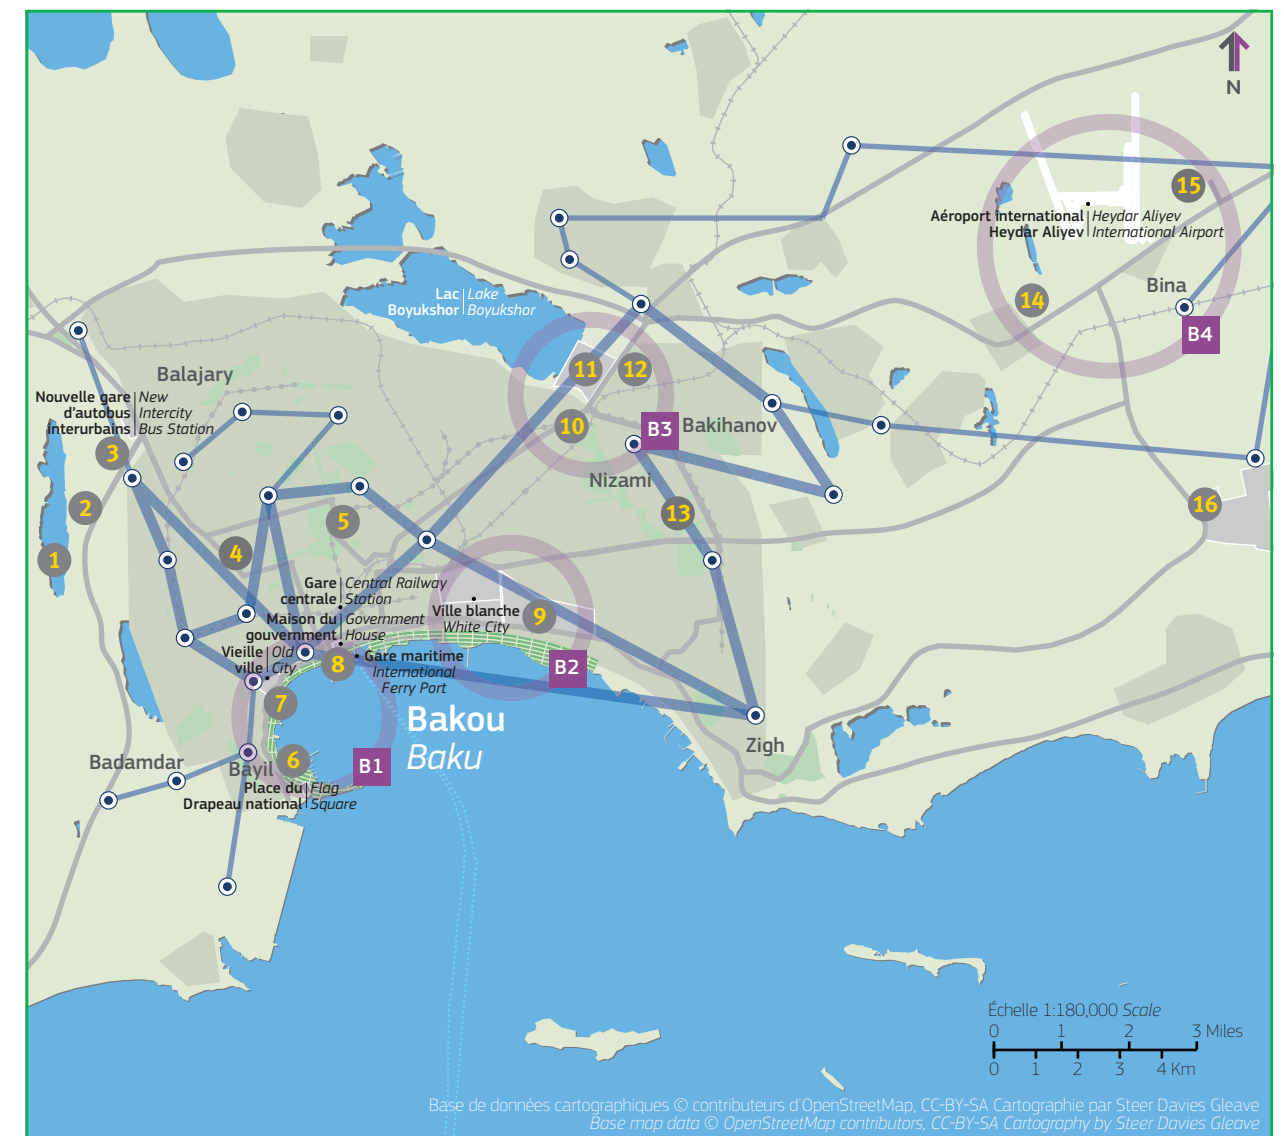 N
15
Aéroport international Heydar Aliyev
Heydar Aliyev International Airport
14
Bina
B4
Lac Lake
Boyukshor Boyukshor
Balajary
11
12
Nouvelle gare New
d'autobus Intercity
interurbains Bus Station
10
B3
Bakihanov
3
Nizami
2
5
13
16
4
1
Gare Central Railway
centrale Station
Ville blanche
White City
9
Maison du Government
gouvernment House
Vieille Old
ville City
8
Gare maritime
International
Ferry Port
B2
7
Bakou
Baku
Zigh
Badamdar
Bayil
6
B1
Place du Flag
Drapeau national Square
Échelle 1:180,000 Scale
0 1 2 3 Miles
0 1 2 3 4 Km
Base de données cartographiques © contributeurs d'OpenStreetMap, CC-BY-SA Cartographie par Steer Davies Gleave
Base map data © OpenStreetMap contributors, CC-BY-SA Cartography by Steer Davies Gleave